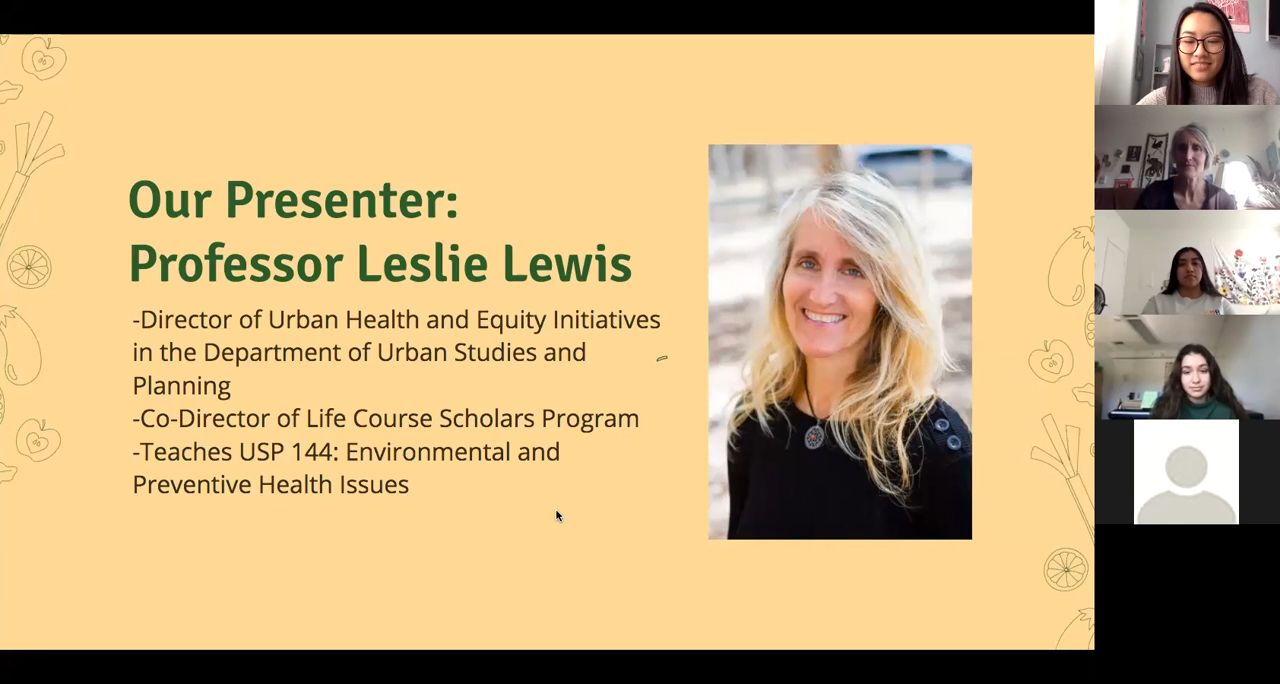 Our Presenter:
Professor Leslie Lewis
-Director of Urban Health and Equity Initiatives
in the Department of Urban Studies and
Planning
-Co-Director of Life Course Scholars Program
-Teaches USP 144: Environmental and
Preventive Health Issues